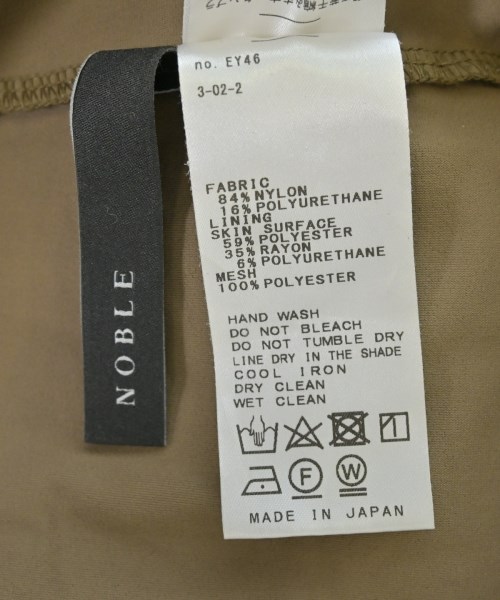 no. EY46
3-02-2
FABRIC
84% NYLON
16% POLYURETHANE
LINING
SKIN SURFACE
59% POLYESTER
35% RAYON
6% POLYURETHANE
MESH
100% POLYESTER
HAND WASH
DO NOT BLEACH
DO NOT TUMBLE DRY
LINE DRY IN THE SHADE
COOL IRON
DRY CLEAN
WET CLEAN
F W
MADE IN JAPAN
NOBLE